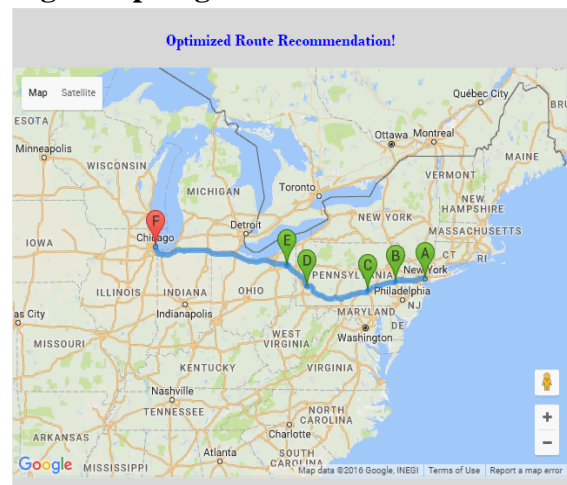 Optimized Route Recommendation!
Map Satellite
Québec City
ESOTA
Ottawa Montreal
Minneapolis
MAINE
WISCONSIN
VERMONT
MICHIGAN
Toronto
NEW
HAMPSHIRE
NEW YORK
F
Detroit
MASSACHUSETTS
IOWA
Chicago
E
A
CT RI
D
B
C
PENNSYLVANIA
New York
ILLINOIS
INDIANA
OHIO
Philadelphia
NJ
as City
Indianapolis
MARYLAND
DE
MISSOURI
WEST
VIRGINIA
Washington
KENTUCKY
VIRGINIA
Nashville
TENNESSEE
NORTH
CAROLINA
Charlotte
ARKANSAS
Atlanta
SOUTH
CAROLINA
+
−
Google
MISSISSIPPI
Map data ©2016 Google, INEGI Terms of Use Report a map error